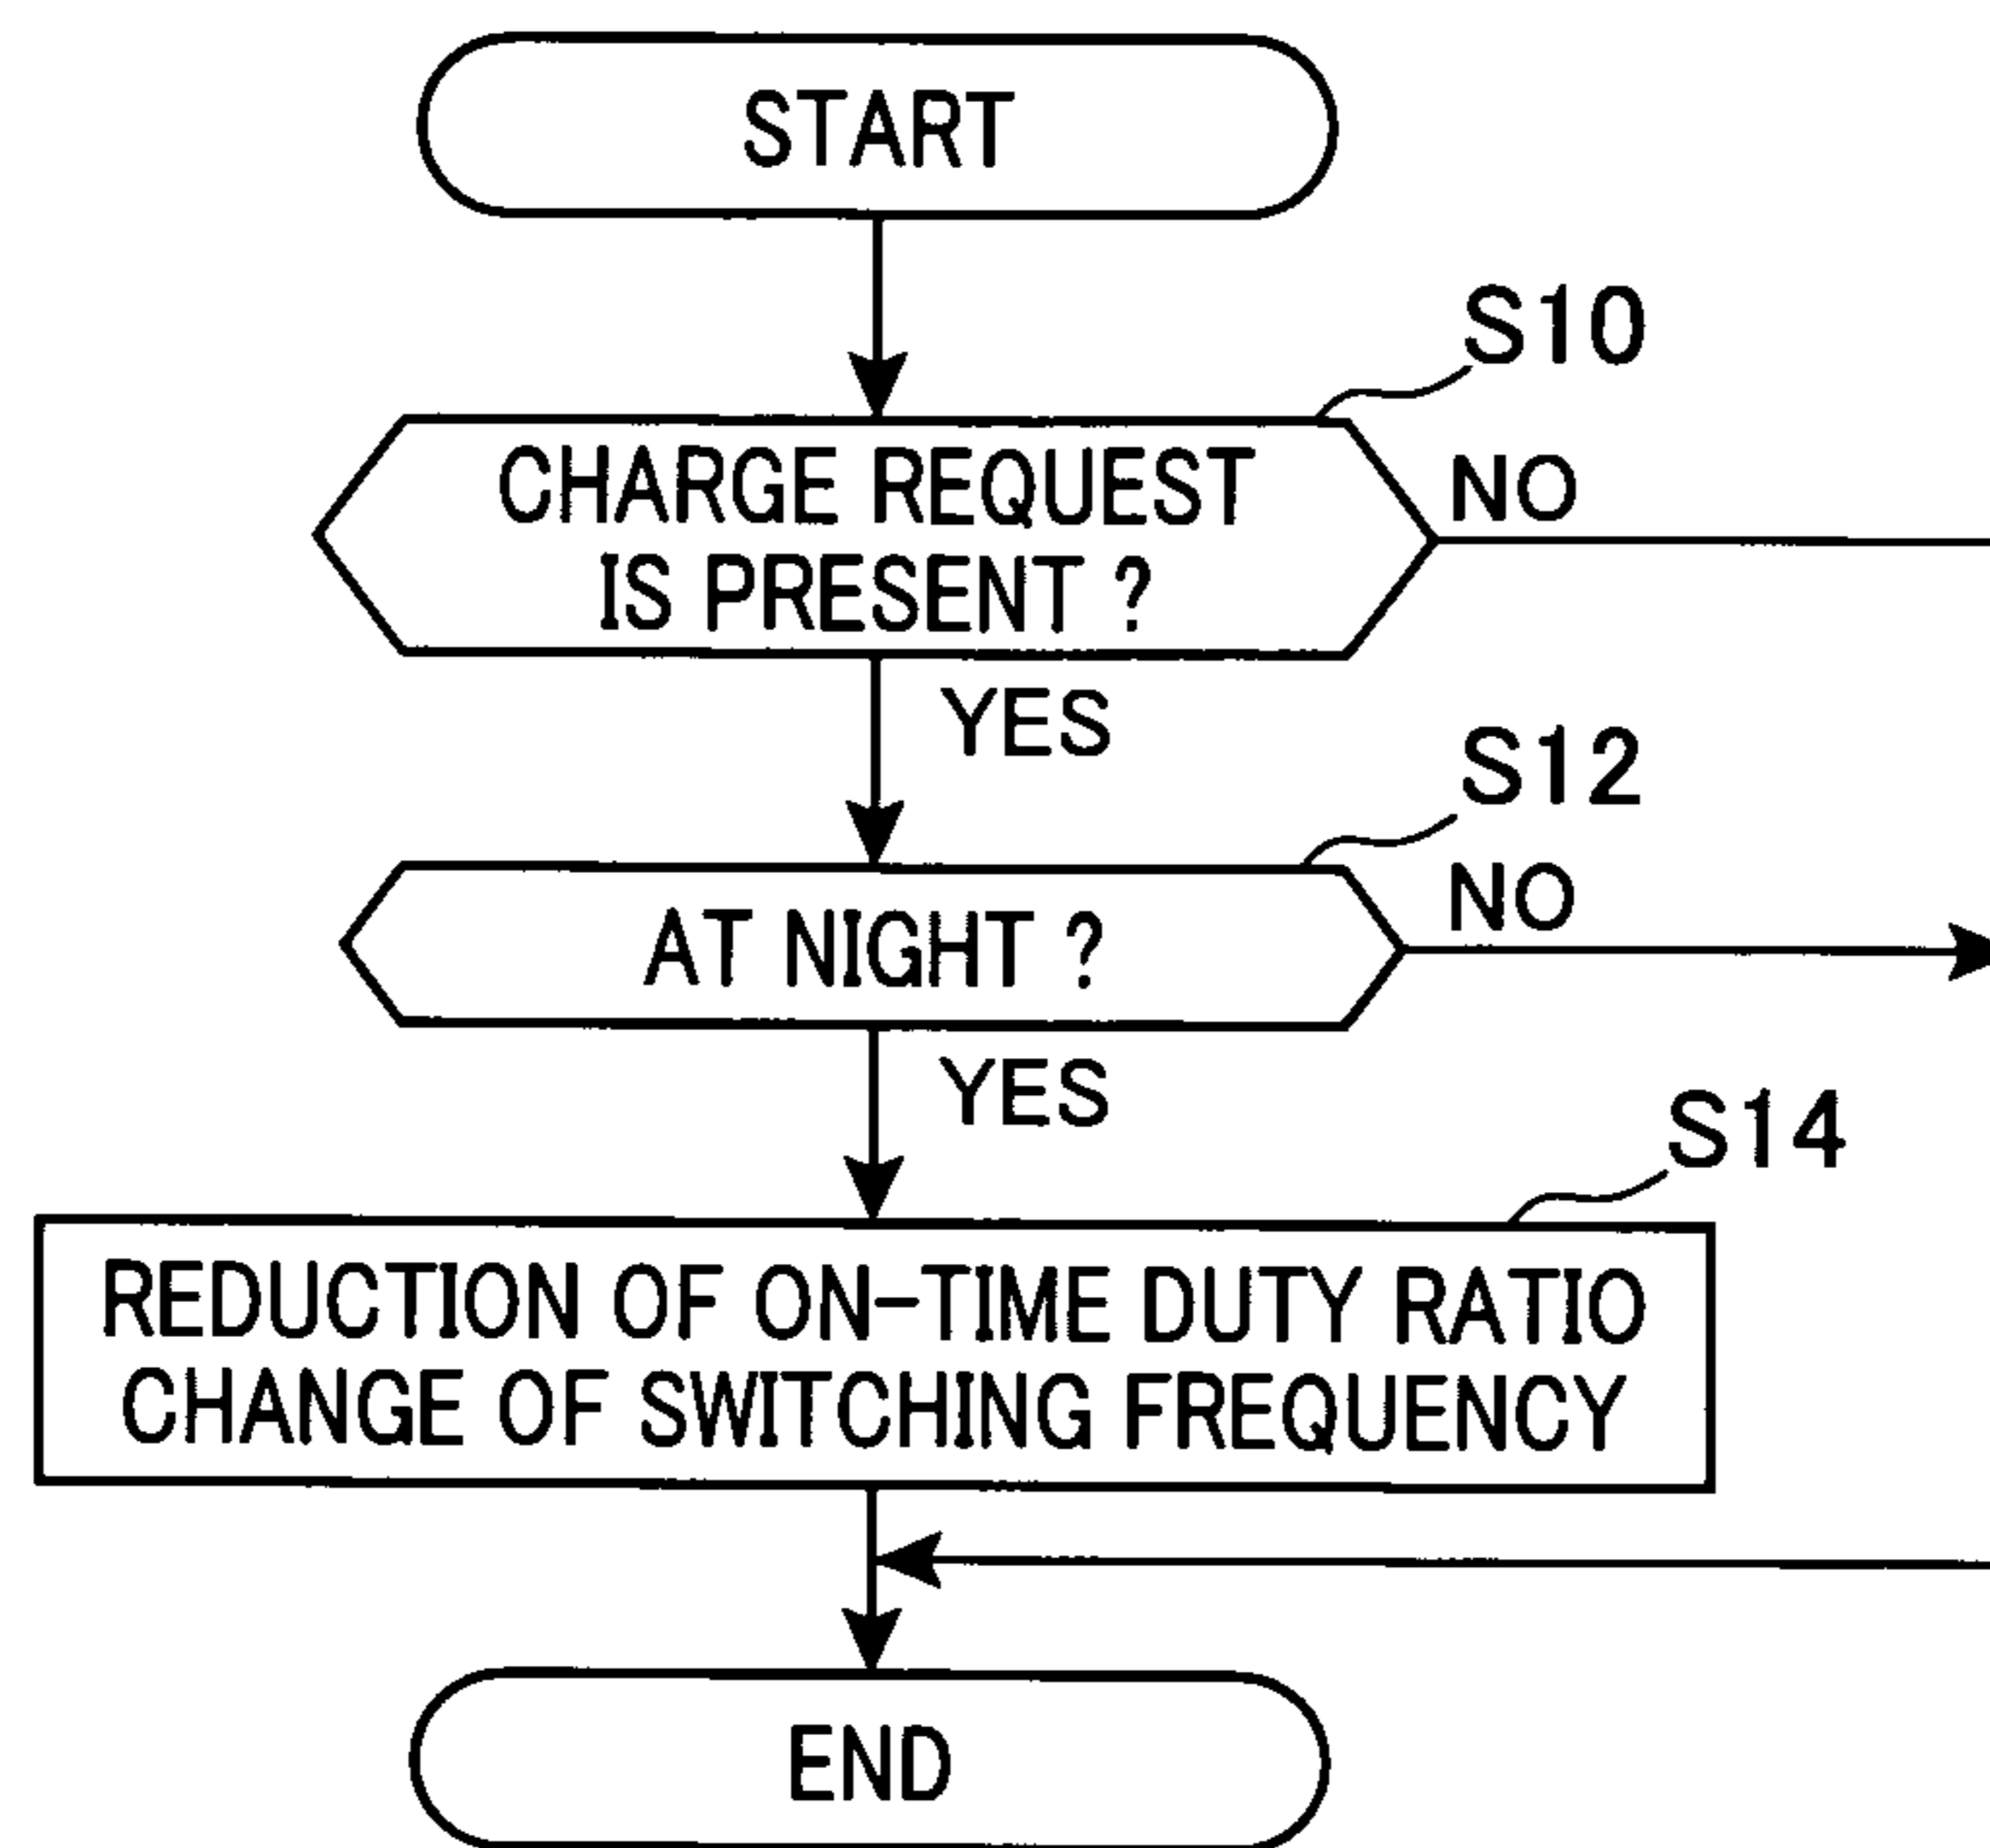 START
S10
CHARGE REQUEST
IS PRESENT ?
NO
YES
S12
AT NIGHT ?
NO
YES
S14
REDUCTION OF ON-TIME DUTY RATIO
CHANGE OF SWITCHING FREQUENCY
END